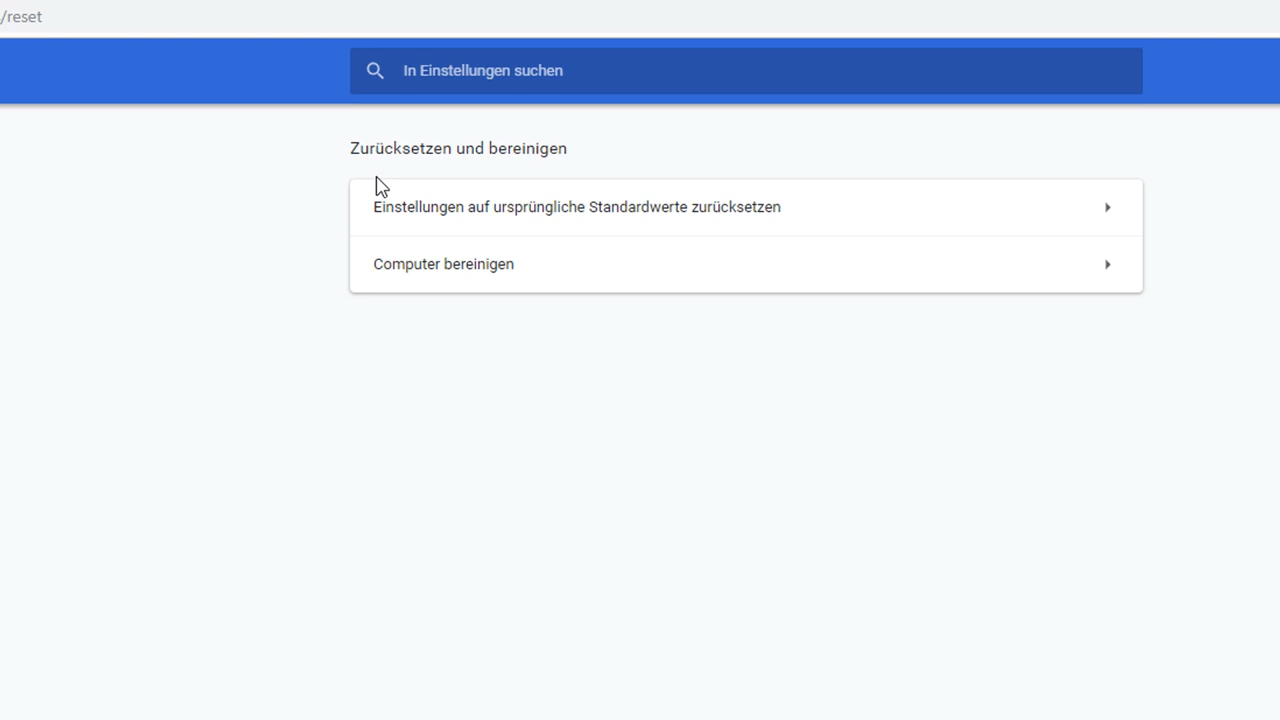 /reset
In Einstellungen suchen
Zurücksetzen und bereinigen
Einstellungen auf ursprüngliche Standardwerte zurücksetzen
Computer bereinigen